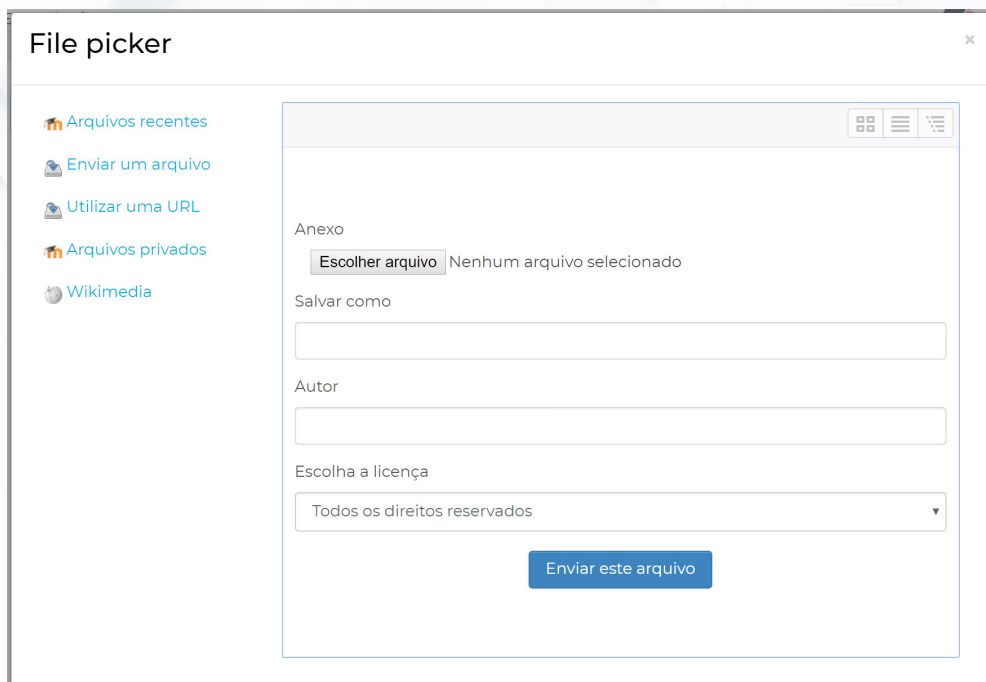 File picker
×
Arquivos recentes
Enviar um arquivo
Utilizar uma URL
Arquivos privados
Wikimedia
Anexo
Escolher arquivo Nenhum arquivo selecionado
Salvar como
Autor
Escolha a licença
Todos os direitos reservados
Enviar este arquivo